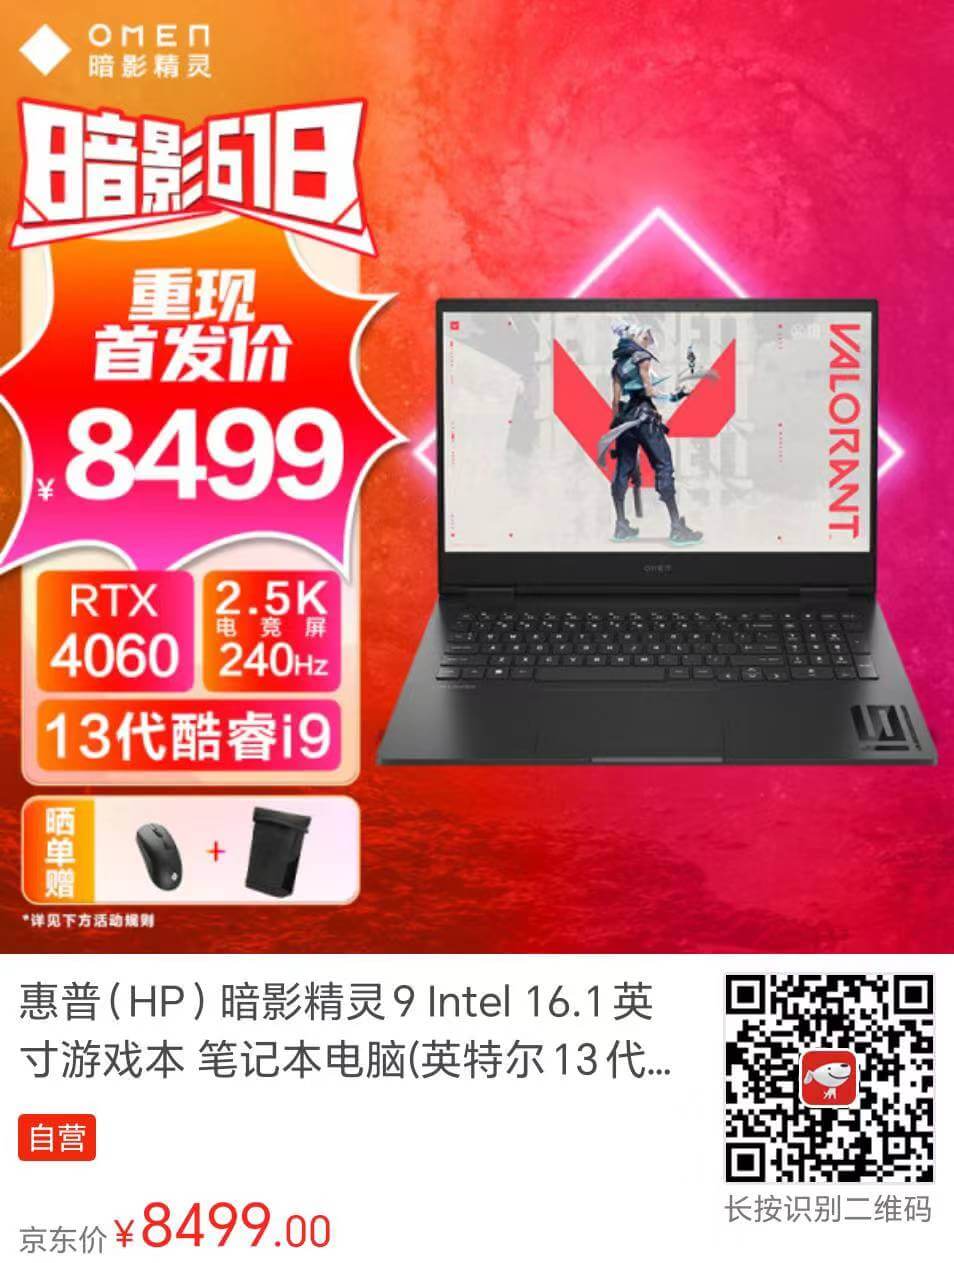 OMEN
暗影精灵
暗影618
重现
首发价
¥8499
RTX
4060
2.5K
电竞屏
240Hz
13代酷睿i9
晒单赠
+
*详见下方活动规则
VALORANT
OMEN
惠普(HP)暗影精灵9 Intel 16.1英
寸游戏本 笔记本电脑(英特尔13代...
自营
京东价¥8499.00
长按识别二维码